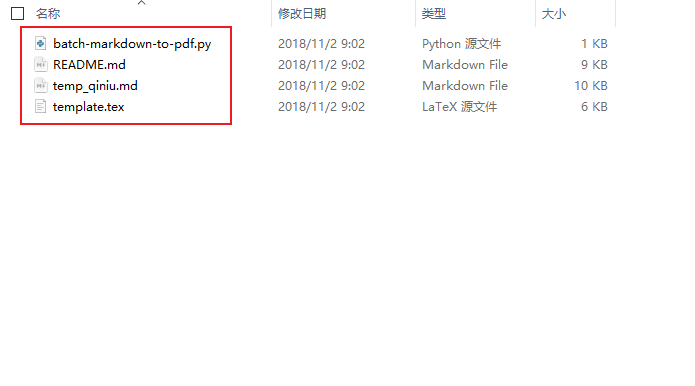 名称 修改日期 类型 大小
batch-markdown-to-pdf.py 2018/11/2 9:02 Python 源文件 1 KB
README.md 2018/11/2 9:02 Markdown File 9 KB
temp_qiniu.md 2018/11/2 9:02 Markdown File 10 KB
template.tex 2018/11/2 9:02 LaTeX 源文件 6 KB